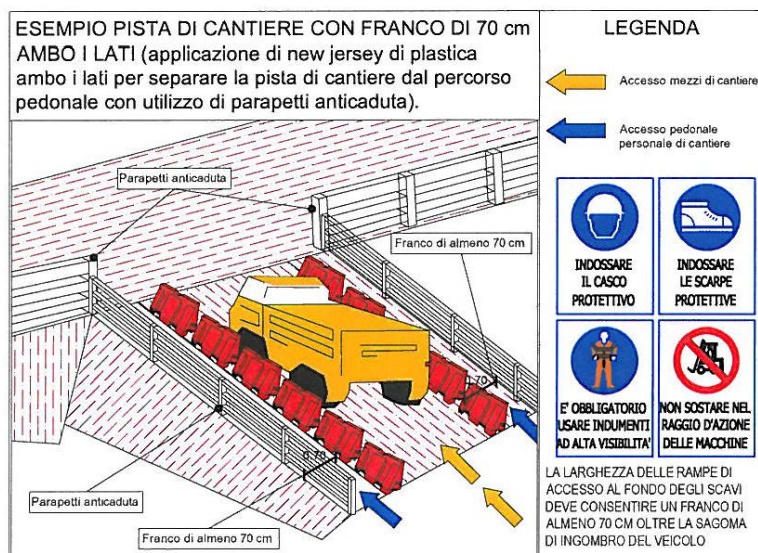 ESEMPIO PISTA DI CANTIERE CON FRANCO DI 70 cm
AMBO I LATI (applicazione di new jersey di plastica
ambo i lati per separare la pista di cantiere dal percorso
pedonale con utilizzo di parapetti anticaduta).
Parapetti anticaduta
Franco di almeno 70 cm
0.70
0.70
Parapetti anticaduta
Franco di almeno 70 cm
LEGENDA
Accesso mezzi di cantiere
Accesso pedonale
personale di cantiere
INDOSSARE
IL CASCO
PROTETTIVO
INDOSSARE
LE SCARPE
PROTETTIVE
E' OBBLIGATORIO
USARE INDUMENTI
AD ALTA VISIBILITA'
NON SOSTARE NEL
RAGGIO D'AZIONE
DELLE MACCHINE
LA LARGHEZZA DELLE RAMPE DI
ACCESSO AL FONDO DEGLI SCAVI
DEVE CONSENTIRE UN FRANCO DI
ALMENO 70 CM OLTRE LA SAGOMA
DI INGOMBRO DEL VEICOLO